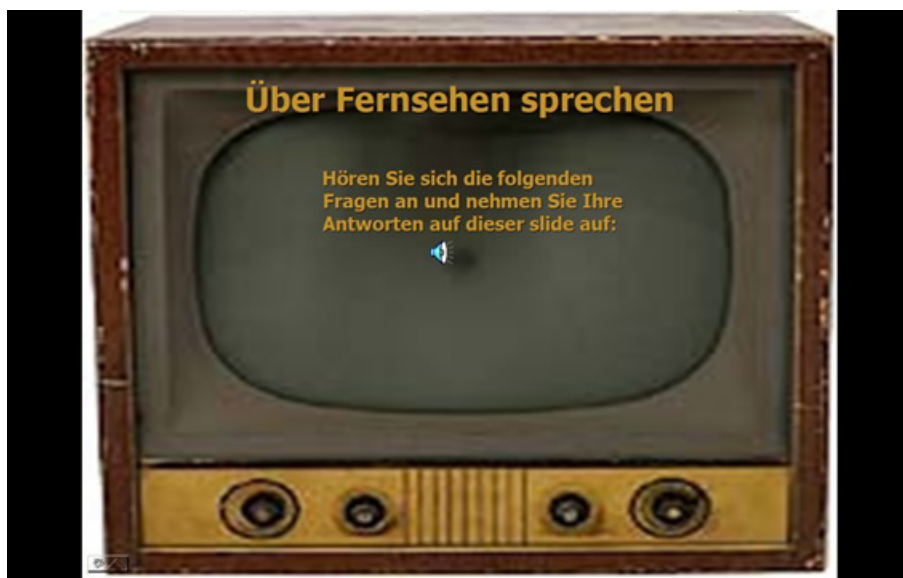 Über Fernsehen sprechen
Hören Sie sich die folgenden
Fragen an und nehmen Sie Ihre
Antworten auf dieser slide auf: